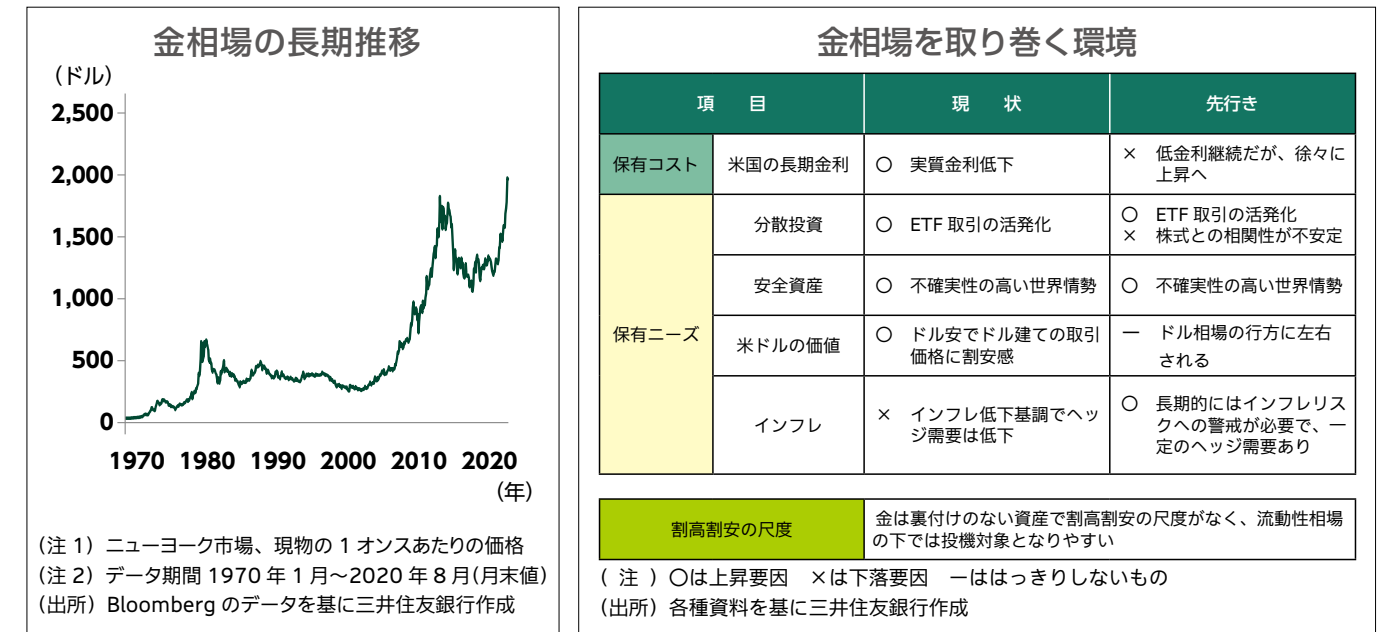 金相場の長期推移
（ドル）
2,500
2,000
1,500
1,000
500
0
1970 1980 1990 2000 2010 2020
（年）
（注 1）ニューヨーク市場、現物の 1 オンスあたりの価格
（注 2）データ期間 1970 年 1 月～2020 年 8 月(月末値)
（出所）Bloomberg のデータを基に三井住友銀行作成
金相場を取り巻く環境
項　目　現　状　先行き
保有コスト　米国の長期金利　〇　実質金利低下　×　低金利継続だが、徐々に
上昇へ
保有ニーズ
分散投資　〇　ETF 取引の活発化　〇　ETF 取引の活発化
×　株式との相関性が不安定
安全資産　〇　不確実性の高い世界情勢　〇　不確実性の高い世界情勢
米ドルの価値　〇　ドル安でドル建ての取引
価格に割安感
ー　ドル相場の行方に左右
される
インフレ　×　インフレ低下基調でヘッ
ジ需要は低下
〇　長期的にはインフレリス
クへの警戒が必要で、一
定のヘッジ需要あり
割高割安の尺度
金は裏付けのない資産で割高割安の尺度がなく、流動性相場
の下では投機対象となりやすい
( 注 ) 〇は上昇要因　×は下落要因　ーははっきりしないもの
（出所）各種資料を基に三井住友銀行作成